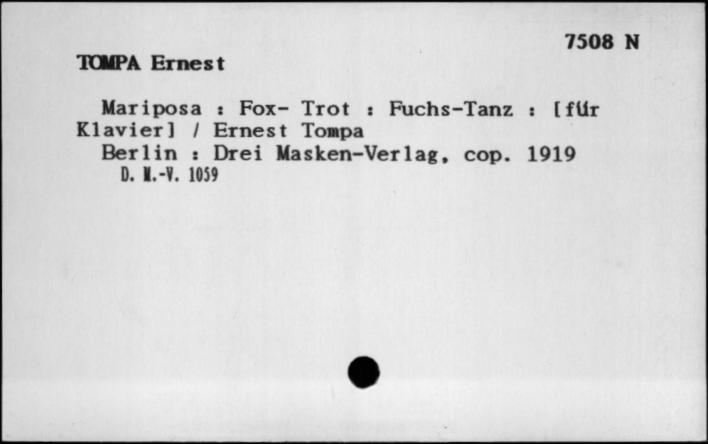 7508 N
TOMPA Ernest
Mariposa : Fox- Trot : Fuchs-Tanz : [für
Klavier] / Ernest Tompa
Berlin : Drei Masken-Verlag, cop. 1919
D. M.-V. 1059